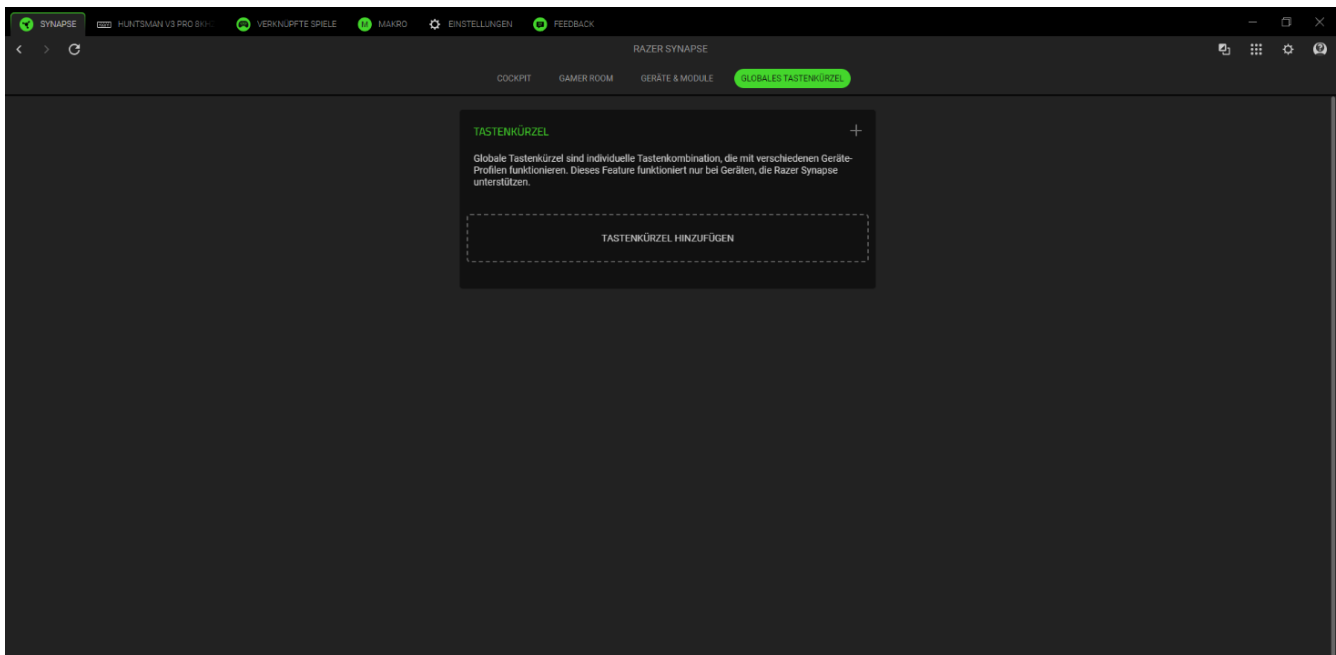 SYNAPSE HUNTSMAN V3 PRO 8KH VERKNÜPFTE SPIELE M MAKRO EINSTELLUNGEN FEEDBACK
RAZER SYNAPSE
COCKPIT GAMER ROOM GERÄTE & MODULE GLOBALES TASTENKÜRZEL
TASTENKÜRZEL
Globale Tastenkürzel sind individuelle Tastenkombination, die mit verschiedenen Geräte-
Profilen funktionieren. Dieses Feature funktioniert nur bei Geräten, die Razer Synapse
unterstützen.
TASTENKÜRZEL HINZUFÜGEN